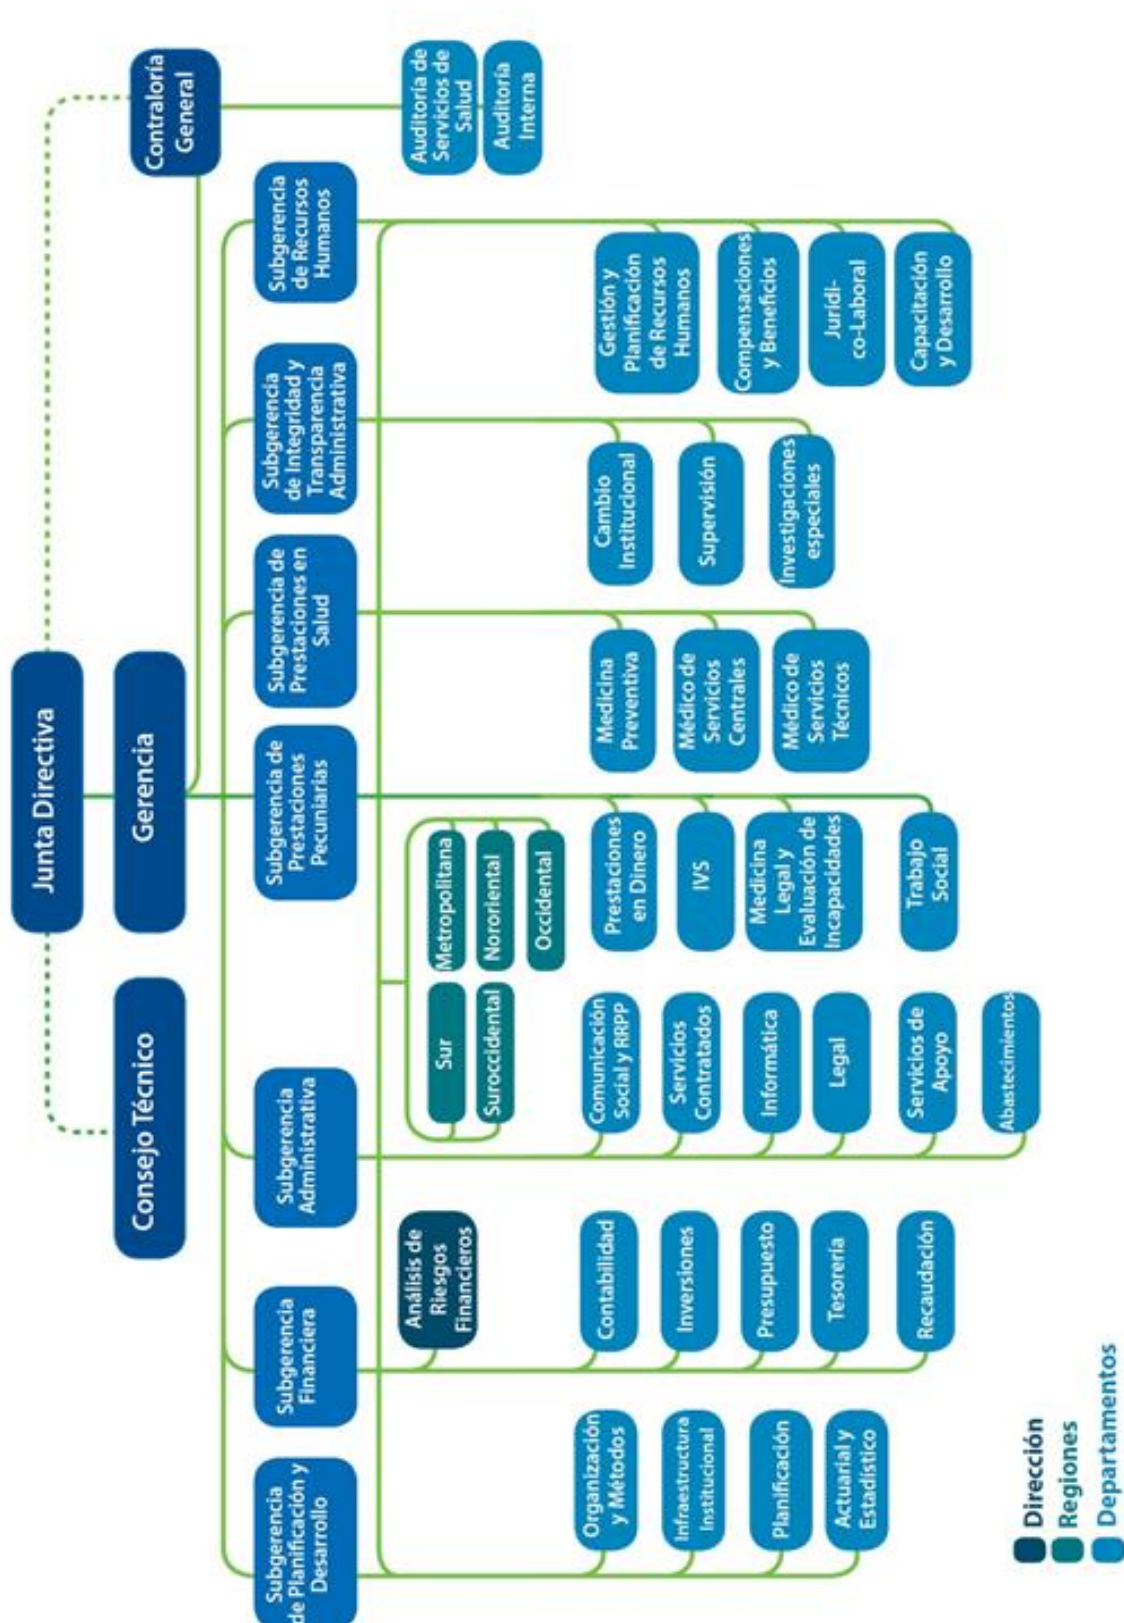 Junta Directiva
Consejo Técnico
Gerencia
Contraloría
General
Subgerencia
de Planificación y
Desarrollo
Subgerencia
Financiera
Subgerencia
Administrativa
Subgerencia de
Prestaciones
Pecuniarias
Subgerencia de
Prestaciones en
Salud
Subgerencia
de Integridad y
Transparencia
Administrativa
Subgerencia
de Recursos
Humanos
Análisis de
Riesgos
Financieros
Sur
Suroccidental
Metropolitana
Nororiental
Occidental
Auditoría de
Servicios de
Salud
Auditoría
Interna
Organización
y Métodos
Infraestructura
Institucional
Planificación
Actuarial y
Estadístico
Contabilidad
Inversiones
Presupuesto
Tesorería
Recaudación
Comunicación
Social y RRPP
Servicios
Contratados
Informática
Legal
Servicios de
Apoyo
Abastecimientos
Prestaciones
en Dinero
IVS
Medicina
Legal y
Evaluación de
Incapacidades
Trabajo
Social
Medicina
Preventiva
Médico de
Servicios
Centrales
Médico de
Servicios
Técnicos
Cambio
Institucional
Supervisión
Investigaciones
especiales
Gestión y
Planificación
de Recursos
Humanos
Compensaciones
y Beneficios
Jurídi-
co-Laboral
Capacitación
y Desarrollo
Dirección
Regiones
Departamentos